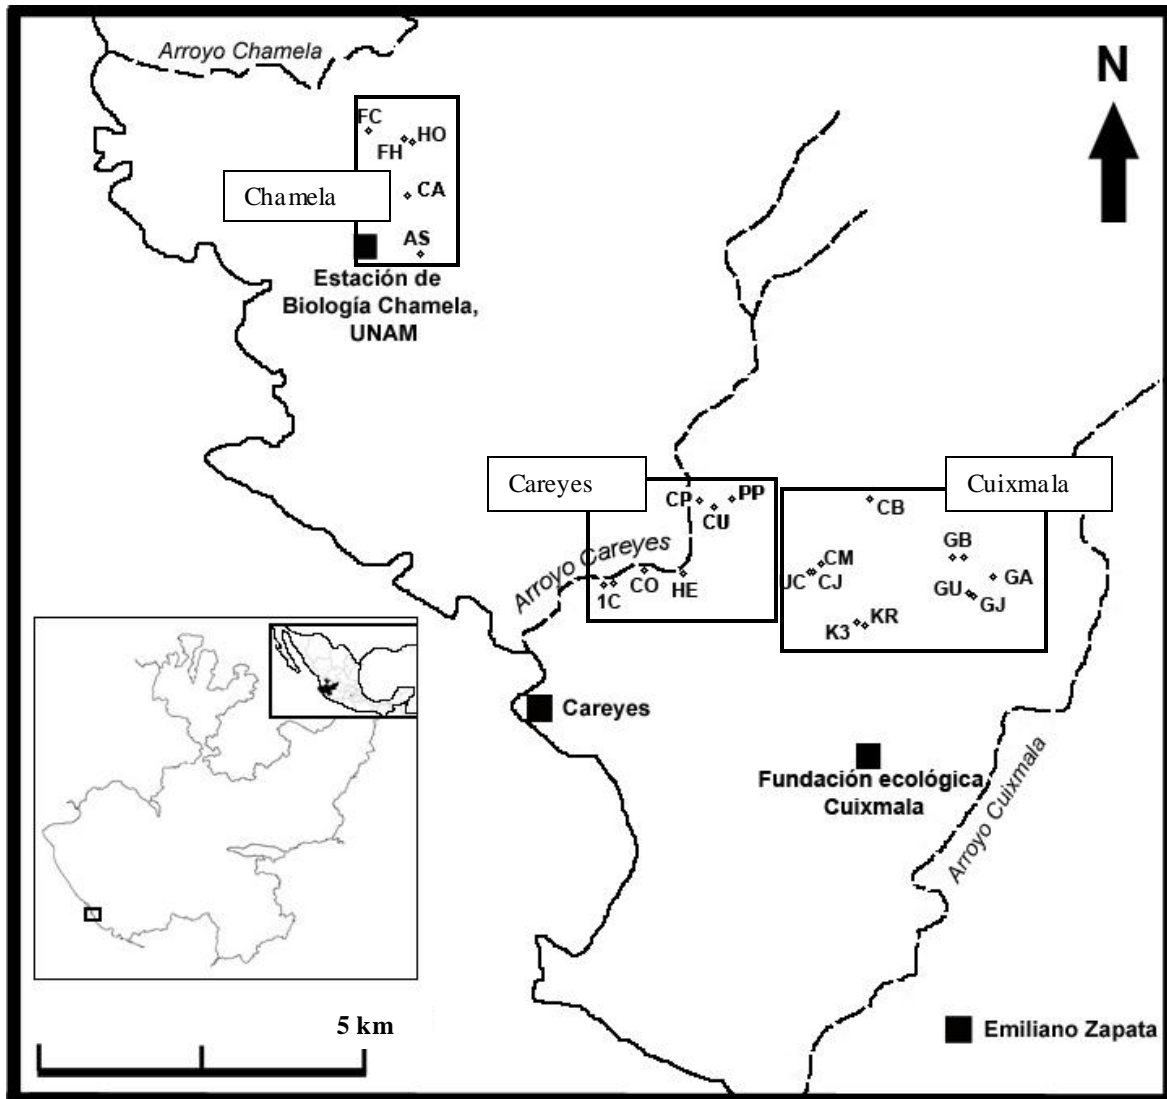 Arroyo Chamela
N
FC
HO
FH
Chamela
CA
AS
Estación de
Biología Chamela,
UNAM
Careyes
Cuixmala
CP
PP
CU
CB
Arroyo Careyes
GB
CM
JC
CJ
GA
CO
HE
1C
GU
GJ
K3
KR
Careyes
Fundación ecológica
Cuixmala
Arroyo Cuixmala
5 km
Emiliano Zapata